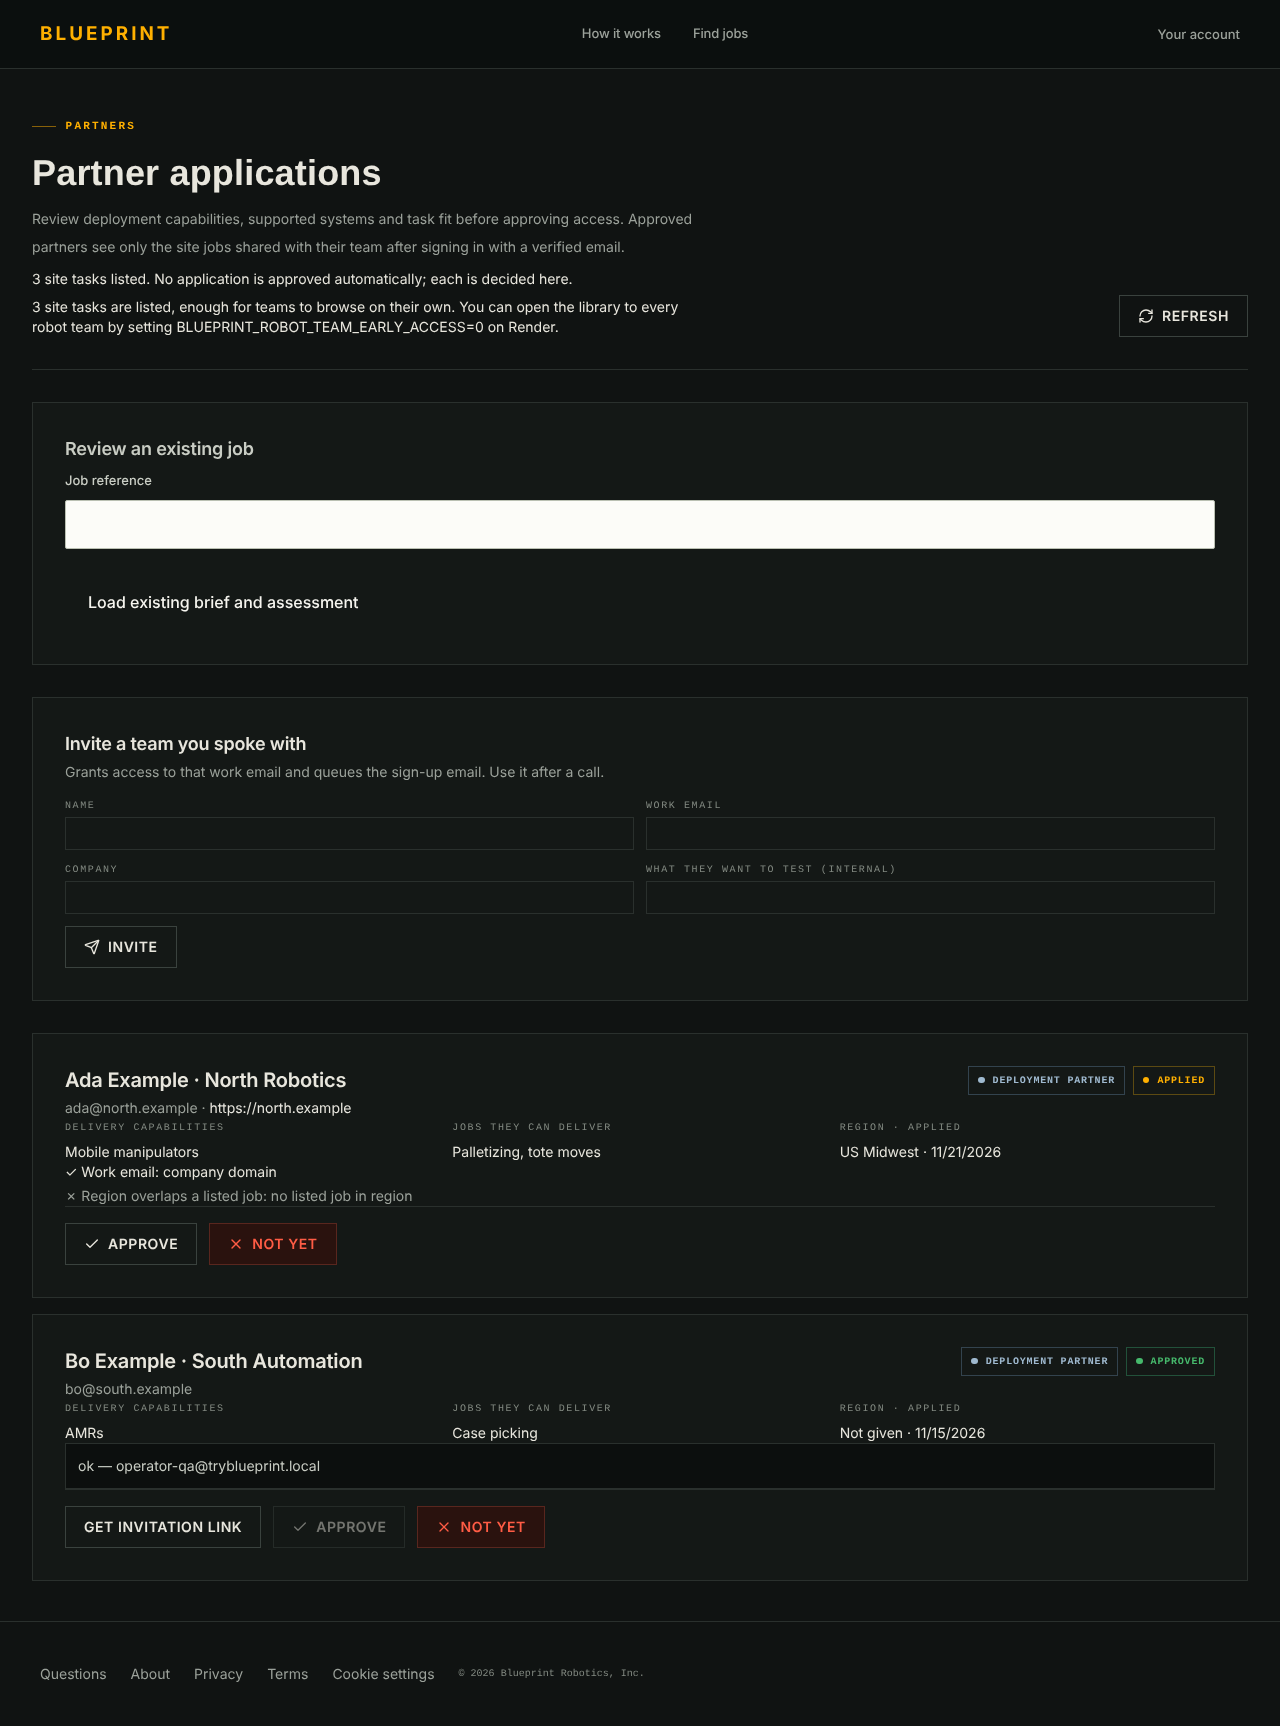 BLUEPRINT
How it works
Find jobs
Your account
PARTNERS
Partner applications
Review deployment capabilities, supported systems and task fit before approving access. Approved
partners see only the site jobs shared with their team after signing in with a verified email.
3 site tasks listed. No application is approved automatically; each is decided here.
3 site tasks are listed, enough for teams to browse on their own. You can open the library to every
robot team by setting BLUEPRINT_ROBOT_TEAM_EARLY_ACCESS=0 on Render.
REFRESH
Review an existing job
Job reference
Load existing brief and assessment
Invite a team you spoke with
Grants access to that work email and queues the sign-up email. Use it after a call.
NAME
WORK EMAIL
COMPANY
WHAT THEY WANT TO TEST (INTERNAL)
INVITE
Ada Example · North Robotics
DEPLOYMENT PARTNER
APPLIED
ada@north.example · https://north.example
DELIVERY CAPABILITIES
JOBS THEY CAN DELIVER
REGION · APPLIED
Mobile manipulators
Palletizing, tote moves
US Midwest · 11/21/2026
✓ Work email: company domain
× Region overlaps a listed job: no listed job in region
APPROVE
NOT YET
Bo Example · South Automation
DEPLOYMENT PARTNER
APPROVED
bo@south.example
DELIVERY CAPABILITIES
JOBS THEY CAN DELIVER
REGION · APPLIED
AMRs
Case picking
Not given · 11/15/2026
ok — operator-qa@tryblueprint.local
GET INVITATION LINK
APPROVE
NOT YET
Questions
About
Privacy
Terms
Cookie settings
© 2026 Blueprint Robotics, Inc.